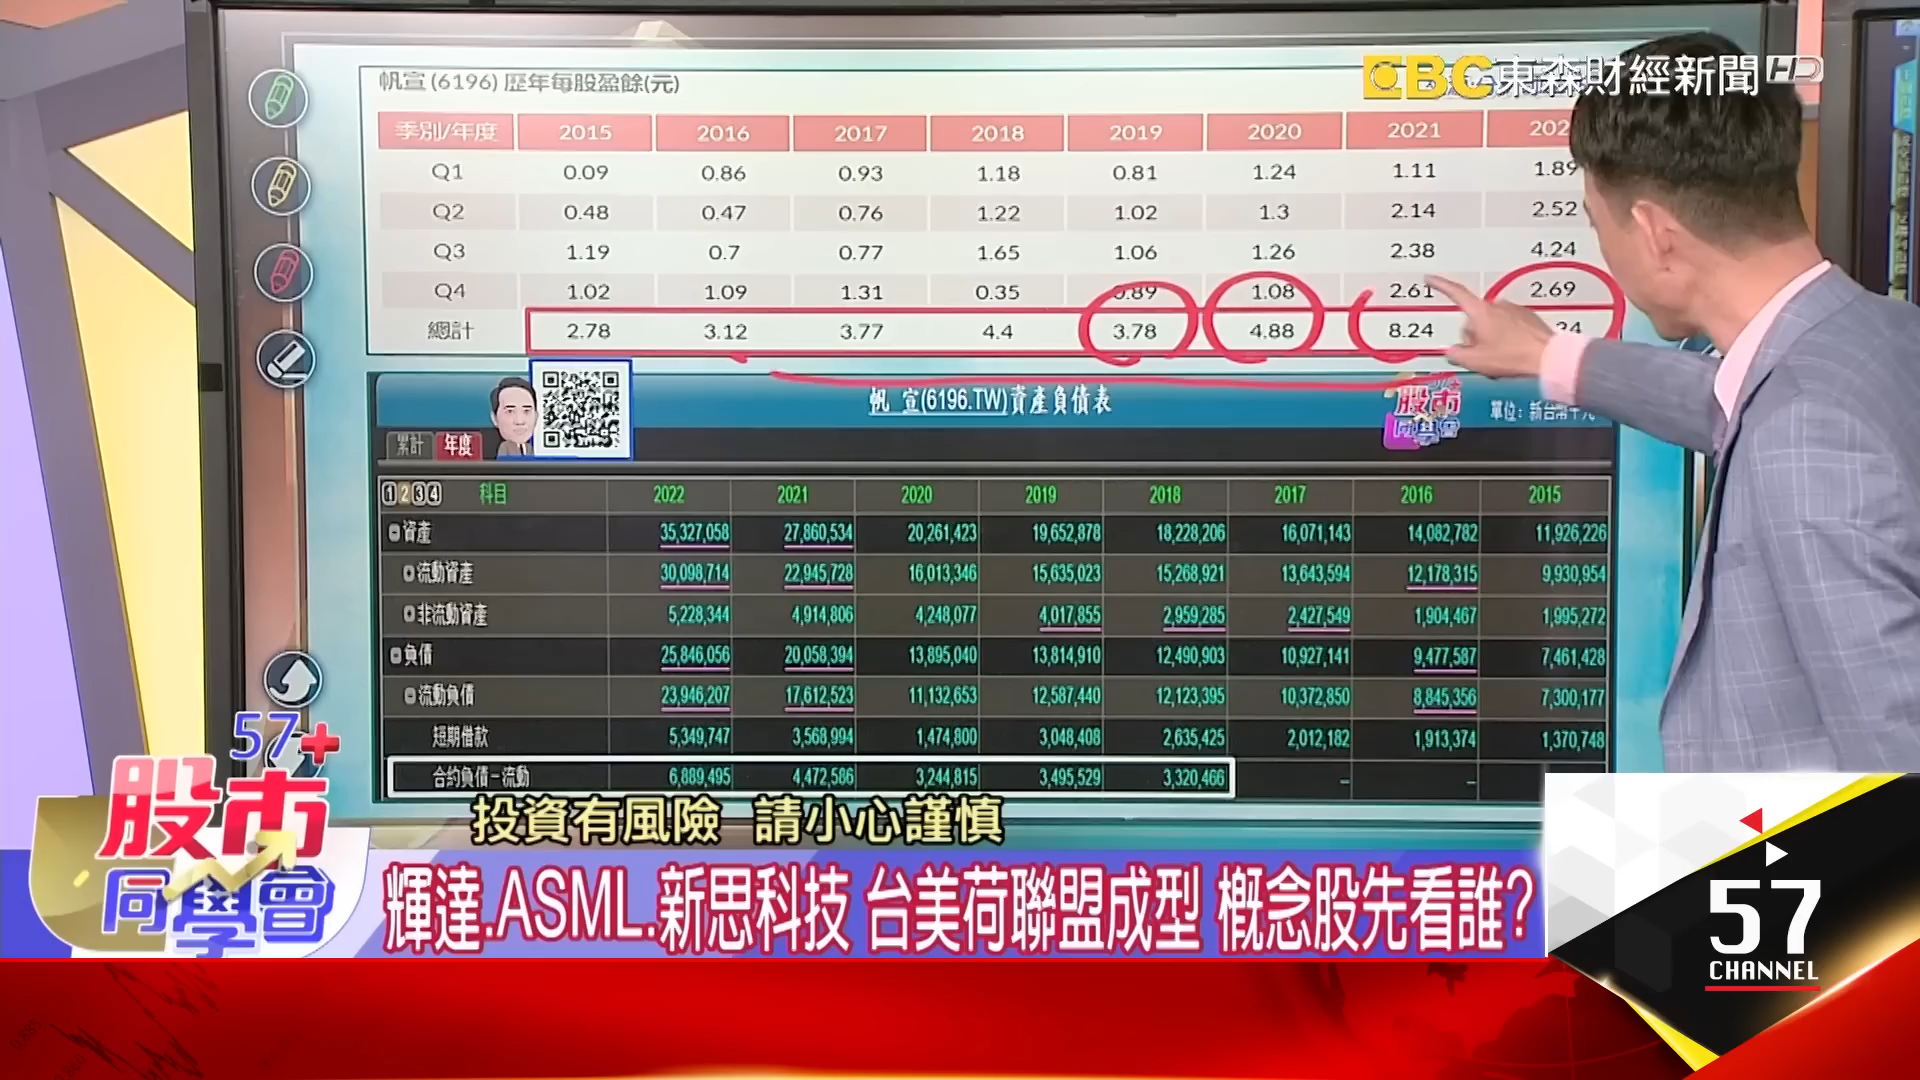 帆宣(6196)歷年每股盈餘(元)
EBC東森財經新聞HD
季別/年度 2015 2016 2017 2018 2019 2020 2021
Q1 0.09 0.86 0.93 1.18 0.81 1.24 1.11 1.89
Q2 0.48 0.47 0.76 1.22 1.02 1.3 2.14 2.52
Q3 1.19 0.7 0.77 1.65 1.06 1.26 2.38 4.24
Q4 1.02 1.09 1.31 0.35 0.89 1.08 2.61 2.69
總計 2.78 3.12 3.77 4.4 3.78 4.88 8.24
帆 宣(6196.TW)資產負債表
股市
同學會
單位：新台幣千元
累計 年度
1234 科目 2022 2021 2020 2019 2018 2017 2016 2015
資產 35,327,058 27,860,534 20,261,423 19,652,878 18,228,206 16,071,143 14,082,782 11,926,226
流動資產 30,098,714 22,945,728 16,013,346 15,635,023 15,268,921 13,643,594 12,178,315 9,930,954
非流動資產 5,228,344 4,914,806 4,248,077 4,017,855 2,959,285 2,427,549 1,904,467 1,995,272
負債 25,846,056 20,058,394 13,895,040 13,814,910 12,490,903 10,927,141 9,477,587 7,461,428
流動負債 23,946,207 17,612,523 11,132,653 12,587,440 12,123,395 10,372,850 8,845,356 7,300,177
短期借款 5,349,747 3,568,994 1,474,800 3,048,408 2,635,425 2,012,182 1,913,374 1,370,748
合約負債-流動 6,889,495 4,472,586 3,244,815 3,495,529 3,320,466 - -
57+
股市
同學會
投資有風險 請小心謹慎
輝達.ASML.新思科技 台美荷聯盟成型 概念股先看誰?
57
CHANNEL